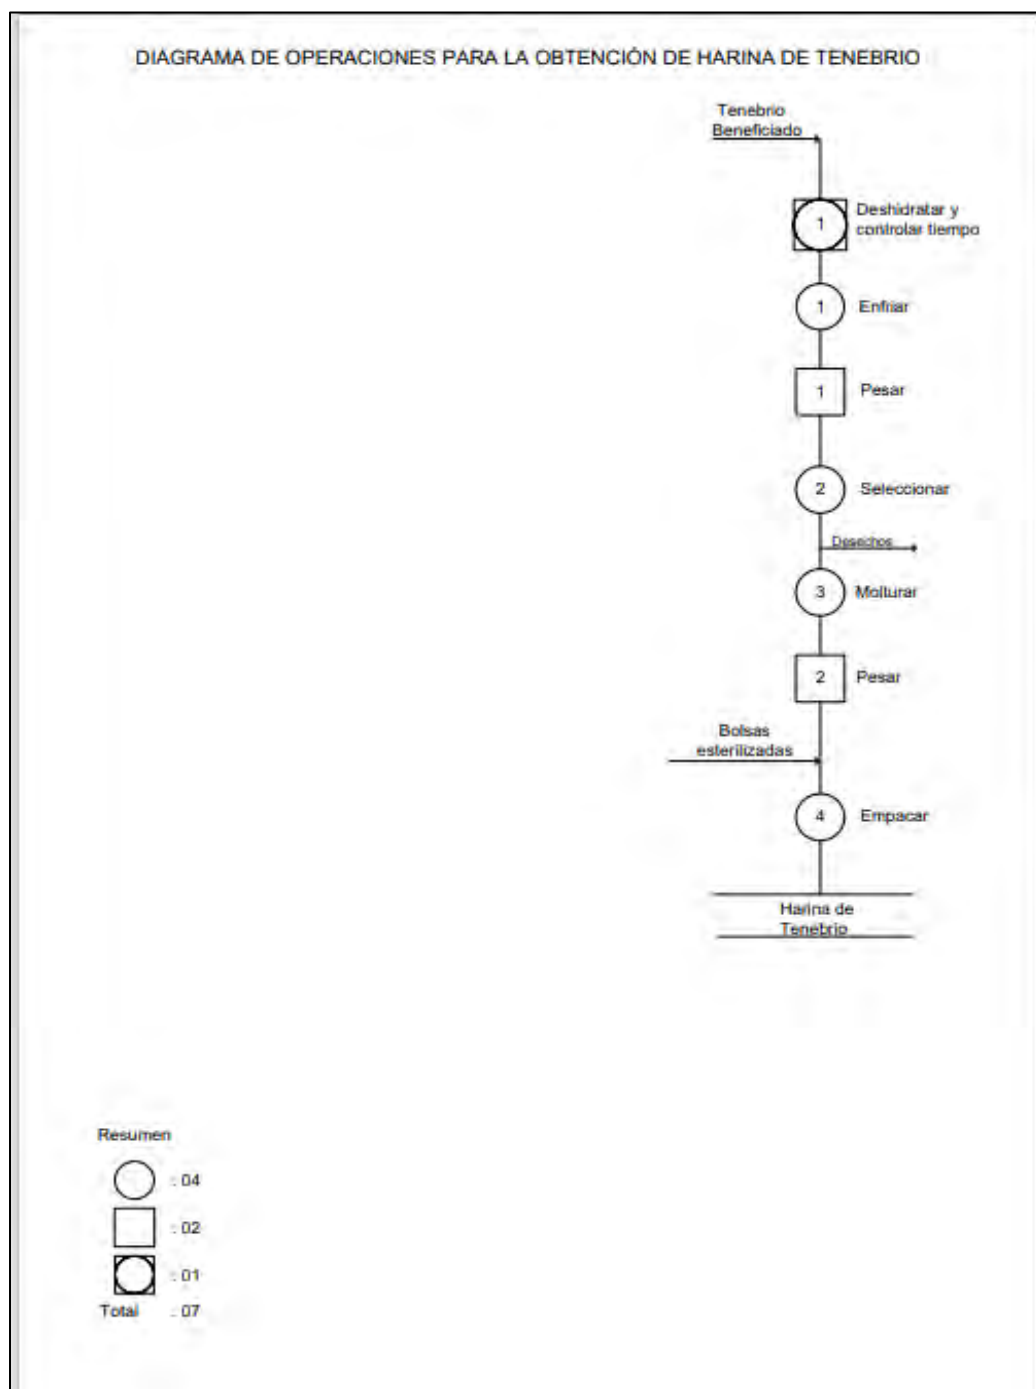 DIAGRAMA DE OPERACIONES PARA LA OBTENCIÓN DE HARINA DE TENEBRIO
Tenebrio
Beneficiado
1
Deshidratar y
controlar tiempo
1
Enfriar
1
Pesar
2
Seleccionar
Desechos
3
Molturar
2
Pesar
Bolsas
esterilizadas
4
Empacar
Harina de
Tenebrio
Resumen
: 04
: 02
: 01
Total : 07